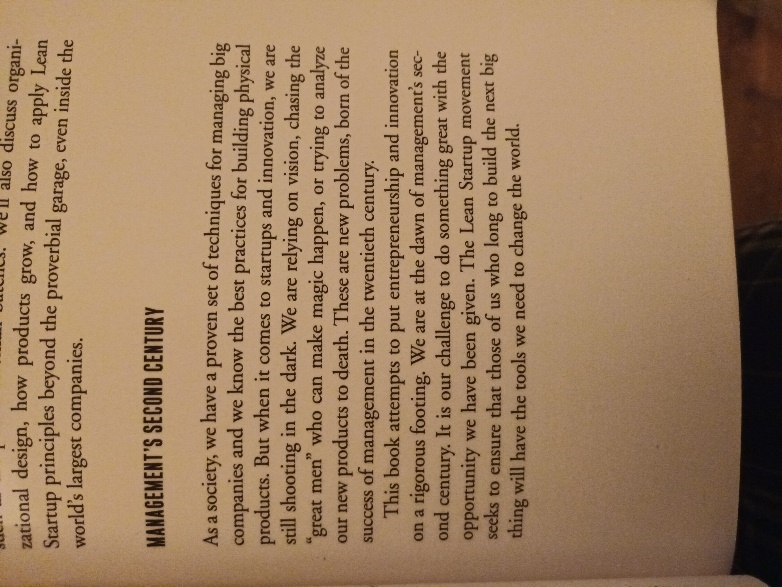 we'll also discuss organi-
zational design, how products grow, and how to apply Lean
Startup principles beyond the proverbial garage, even inside the
world's largest companies.
MANAGEMENT'S SECOND CENTURY
As a society, we have a proven set of techniques for managing big
companies and we know the best practices for building physical
products. But when it comes to startups and innovation, we are
still shooting in the dark. We are relying on vision, chasing the
“great men” who can make magic happen, or trying to analyze
our new products to death. These are new problems, born of the
success of management in the twentieth century.
This book attempts to put entrepreneurship and innovation
on a rigorous footing. We are at the dawn of management's sec-
ond century. It is our challenge to do something great with the
opportunity we have been given. The Lean Startup movement
seeks to ensure that those of us who long to build the next big
thing will have the tools we need to change the world.